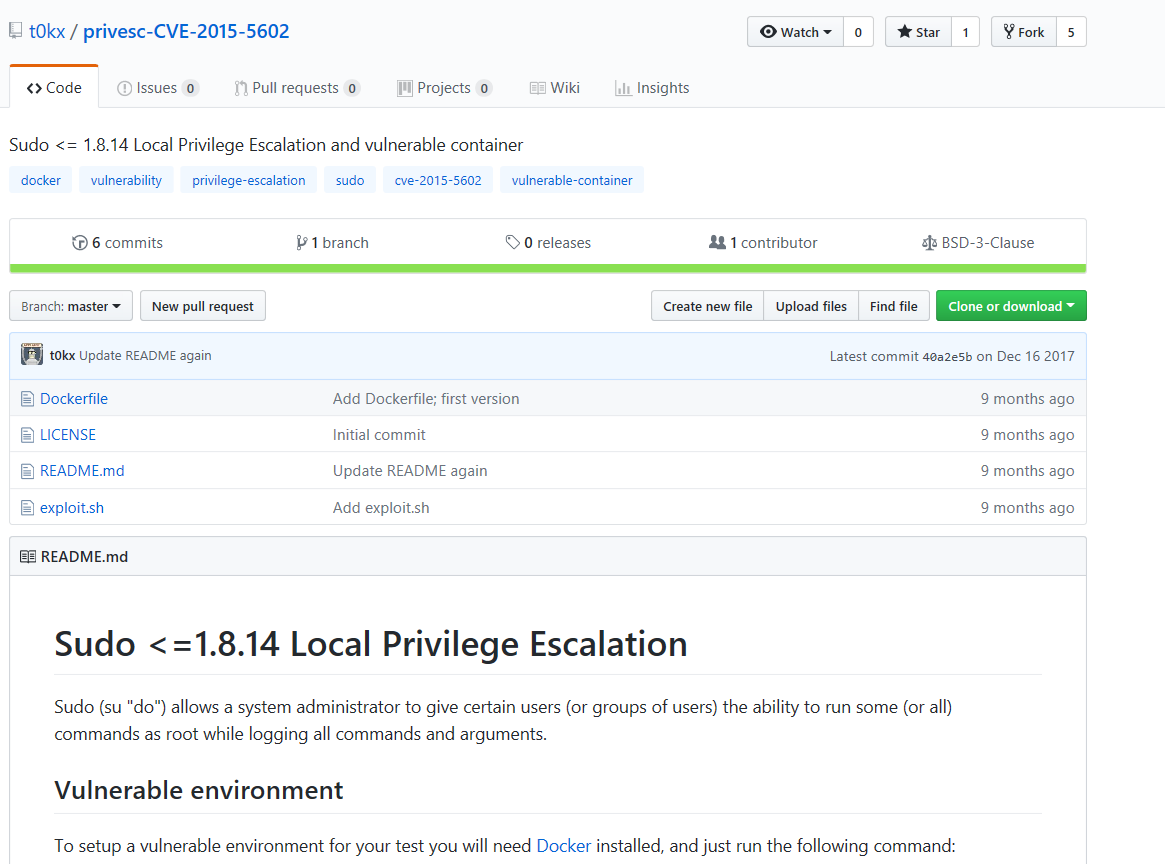 t0kx / privesc-CVE-2015-5602 Watch 0 Star 1 Fork 5
Code Issues 0 Pull requests 0 Projects 0 Wiki Insights
Sudo <= 1.8.14 Local Privilege Escalation and vulnerable container
docker vulnerability privilege-escalation sudo cve-2015-5602 vulnerable-container
6 commits 1 branch 0 releases 1 contributor BSD-3-Clause
Branch: master New pull request Create new file Upload files Find file Clone or download
t0kx Update README again Latest commit 40a2e5b on Dec 16 2017
Dockerfile Add Dockerfile; first version 9 months ago
LICENSE Initial commit 9 months ago
README.md Update README again 9 months ago
exploit.sh Add exploit.sh 9 months ago
README.md
Sudo <=1.8.14 Local Privilege Escalation
Sudo (su "do") allows a system administrator to give certain users (or groups of users) the ability to run some (or all)
commands as root while logging all commands and arguments.
Vulnerable environment
To setup a vulnerable environment for your test you will need Docker installed, and just run the following command: